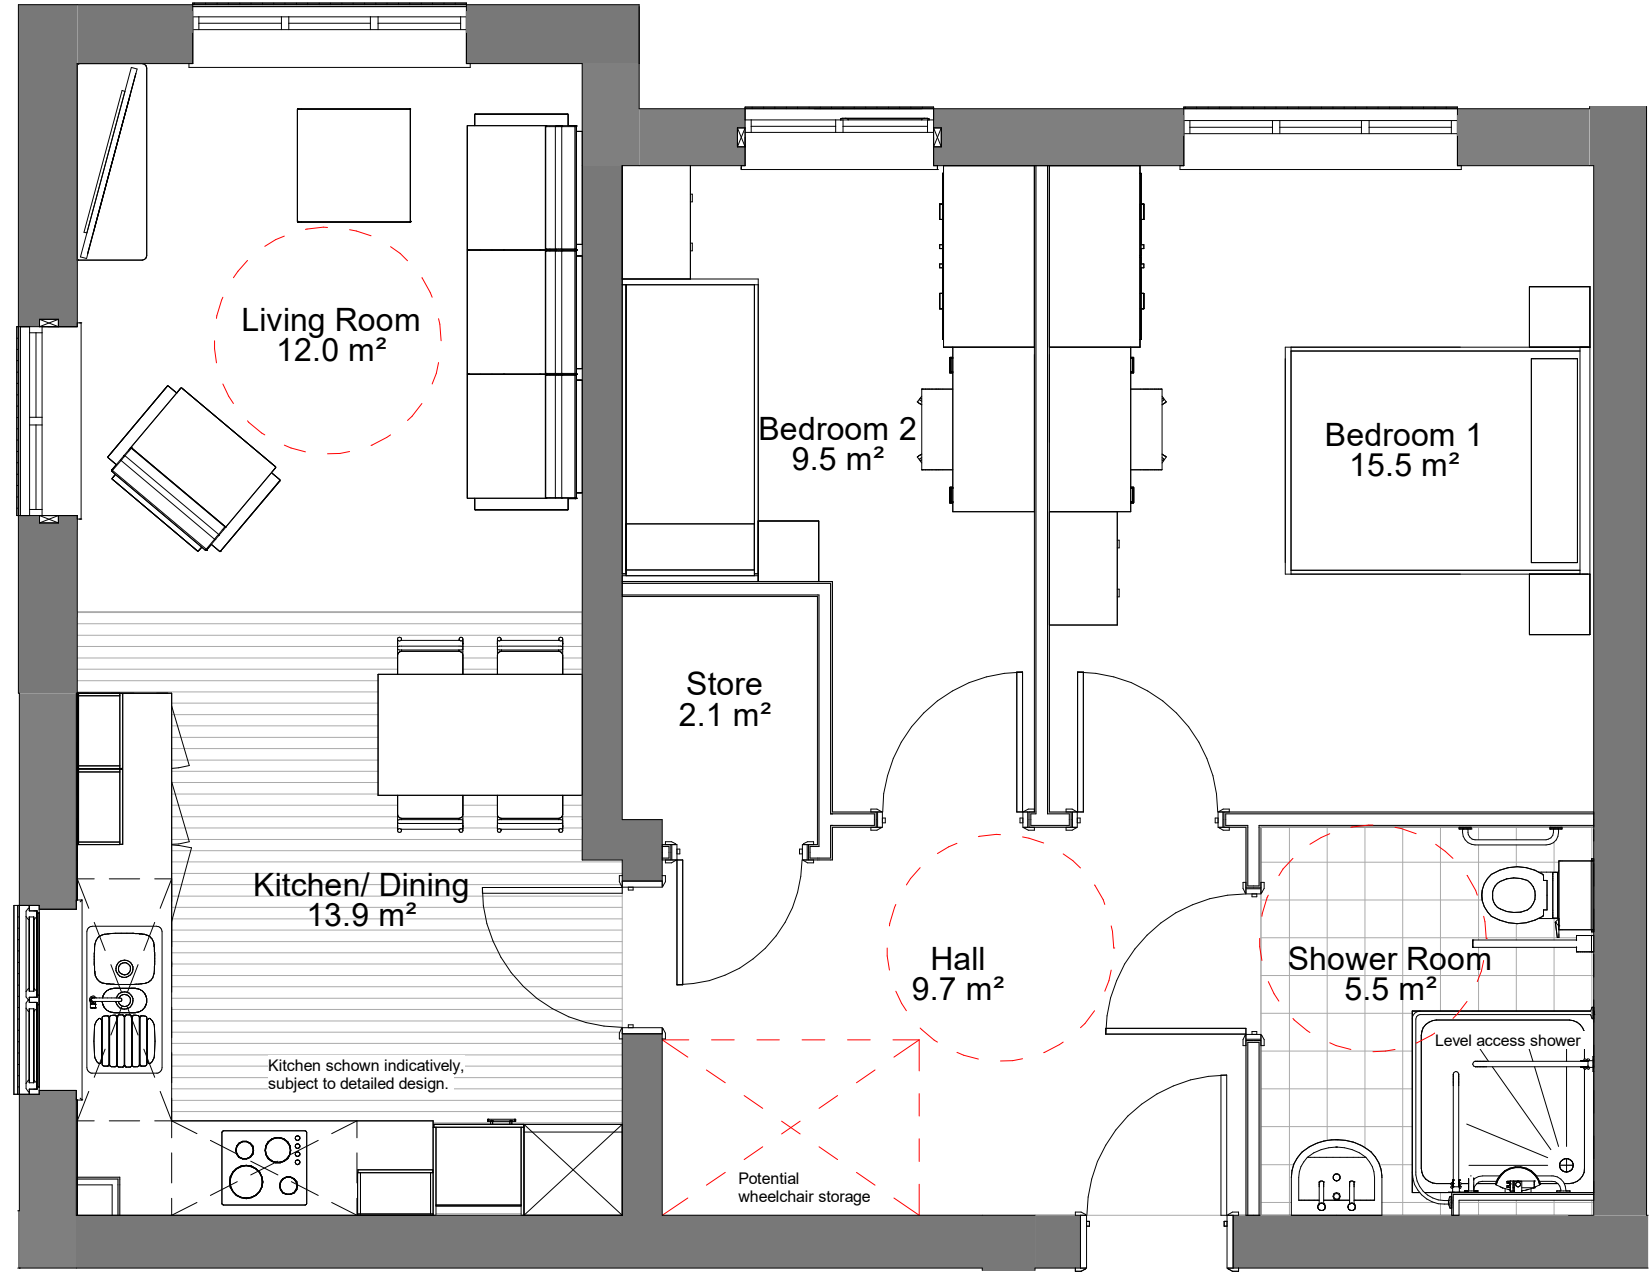 Living Room
12.0 m²
Bedroom 2
9.5 m²
Bedroom 1
15.5 m²
Store
2.1 m²
Kitchen/ Dining
13.9 m²
Hall
9.7 m²
Shower Room
5.5 m²
Level access shower
Kitchen schown indicatively,
subject to detailed design.
Potential
wheelchair storage